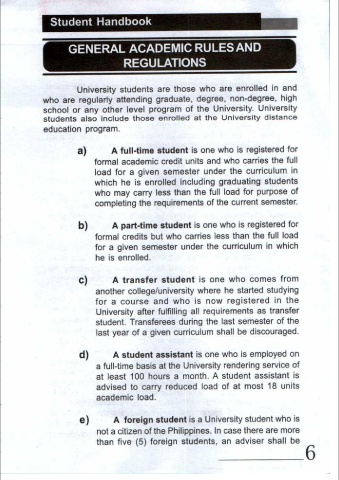 Student Handbook
GENERAL ACADEMIC RULES AND
REGULATIONS
University students are those who are enrolled in and
who are regularly attending graduate, degree, non-degree, high
school or any other level program of the University. University
students also include those enrolled at the University distance
education program.
a) A full-time student is one who is registered for
formal academic credit units and who carries the full
load for a given semester under the curriculum in
which he is enrolled including graduating students
who may carry less than the full load for purpose of
completing the requirements of the current semester.
b) A part-time student is one who is registered for
formal credits but who carries less than the full load
for a given semester under the curriculum in which
he is enrolled.
c) A transfer student is one who comes from
another college/university where he started studying
for a course and who is now registered in the
University after fulfilling all requirements as transfer
student. Transferees during the last semester of the
last year of a given curriculum shall be discouraged.
d) A student assistant is one who is employed on
a full-time basis at the University rendering service of
at least 100 hours a month. A student assistant is
advised to carry reduced load of at most 18 units
academic load.
e) A foreign student is a University student who is
not a citizen of the Philippines. In case there are more
than five (5) foreign students, an adviser shall be
6